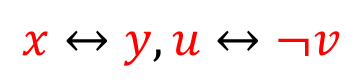 x ↔ y, u ↔ ¬v